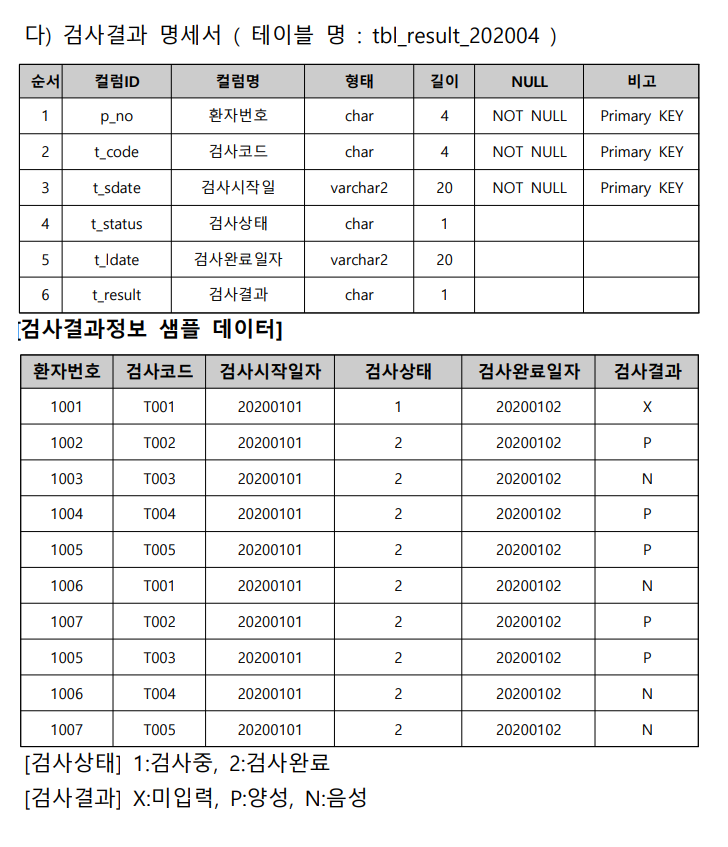 다) 검사결과 명세서 ( 테이블 명 : tbl_result_202004 )
순서 컬럼ID 컬럼명 형태 길이 NULL 비고
1 p_no 환자번호 char 4 NOT NULL Primary KEY
2 t_code 검사코드 char 4 NOT NULL Primary KEY
3 t_sdate 검사시작일 varchar2 20 NOT NULL Primary KEY
4 t_status 검사상태 char 1
5 t_ldate 검사완료일자 varchar2 20
6 t_result 검사결과 char 1
[검사결과정보 샘플 데이터]
환자번호 검사코드 검사시작일자 검사상태 검사완료일자 검사결과
1001 T001 20200101 1 20200102 X
1002 T002 20200101 2 20200102 P
1003 T003 20200101 2 20200102 N
1004 T004 20200101 2 20200102 P
1005 T005 20200101 2 20200102 P
1006 T001 20200101 2 20200102 N
1007 T002 20200101 2 20200102 P
1005 T003 20200101 2 20200102 P
1006 T004 20200101 2 20200102 N
1007 T005 20200101 2 20200102 N
[검사상태] 1:검사중, 2:검사완료
[검사결과] X:미입력, P:양성, N:음성